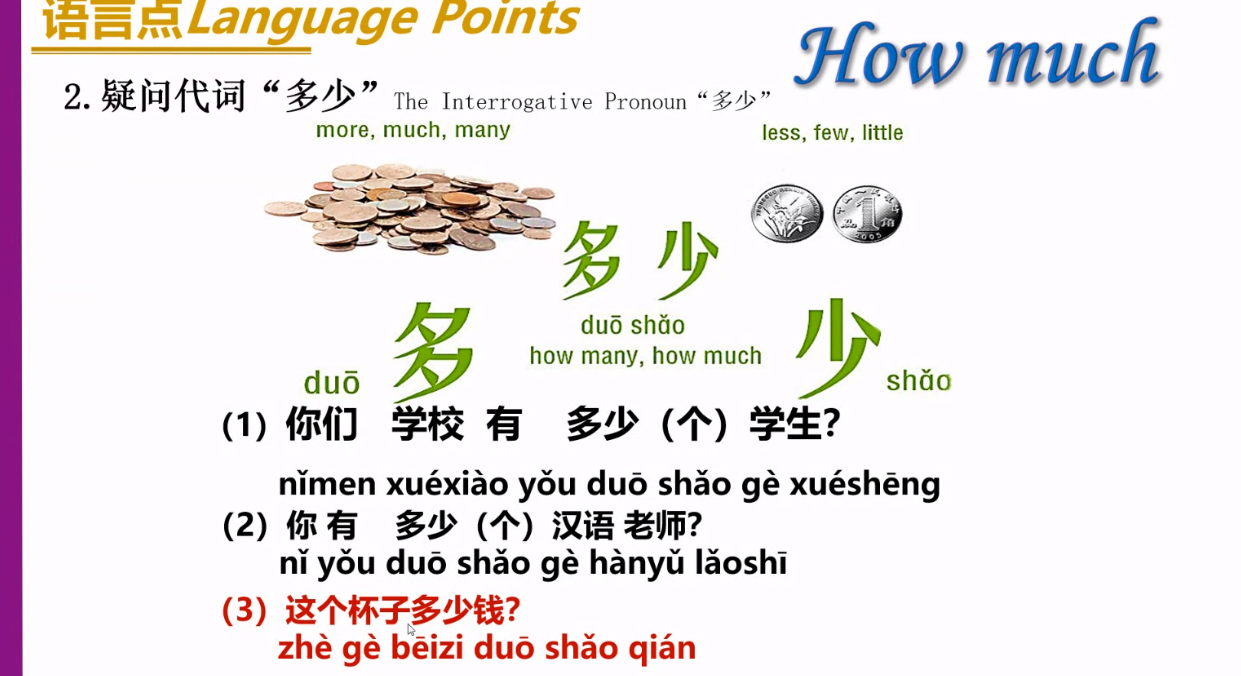 语言点Language Points
How much
2. 疑问代词“多少” The Interrogative Pronoun“多少”
more, much, many
less, few, little
多 少
duō shǎo
how many, how much
多
duō
少
shǎo
(1) 你们 学校 有 多少（个）学生？
nǐmen xuéxiào yǒu duō shǎo gè xuéshēng
(2) 你 有 多少（个）汉语 老师？
nǐ yǒu duō shǎo gè hànyǔ lǎoshī
(3) 这个杯子多少钱？
zhè gè bēizi duō shǎo qián